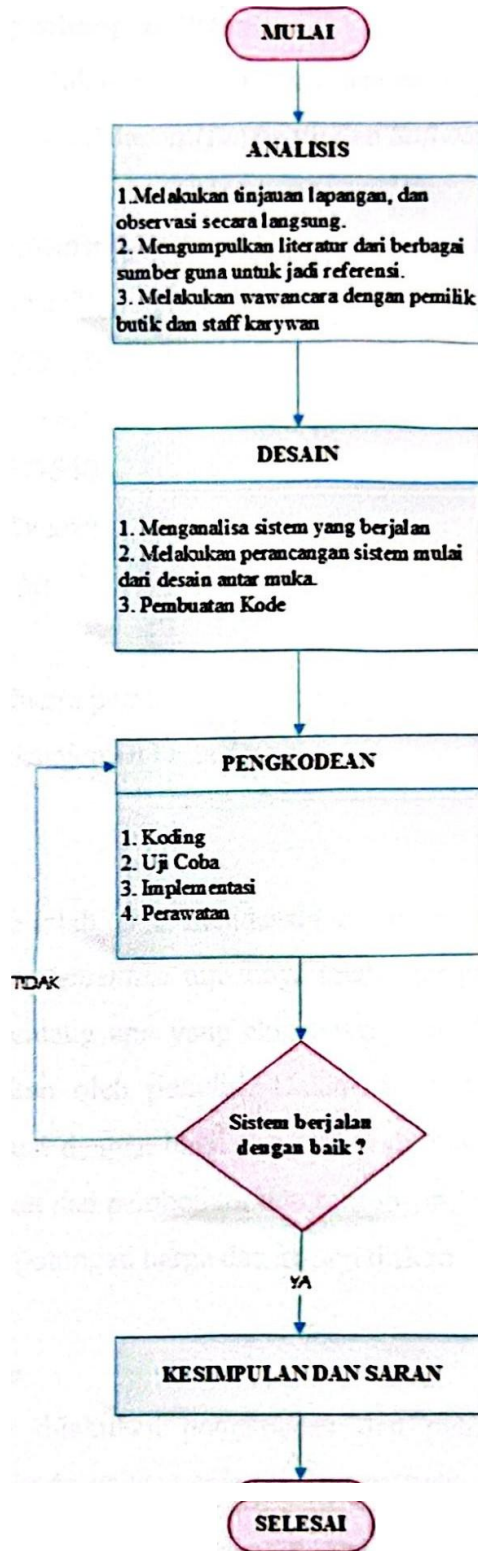 MULAI
ANALISIS
1.Melakukan tinjauan lapangan, dan
observasi secara langsung.
2. Mengumpulkan literatur dari berbagai
sumber guna untuk jadi referensi.
3. Melakukan wawancara dengan pemilik
butik dan staff karywan
DESAIN
1. Menganalisa sistem yang berjalan
2. Melakukan perancangan sistem mulai
dari desain antar muka.
3. Pembuatan Kode
PENGKODEAN
1. Koding
2. Uji Coba
3. Implementasi
4. Perawatan
TIDAK
Sistem berjalan
dengan baik ?
YA
KESIMPULAN DAN SARAN
SELESAI